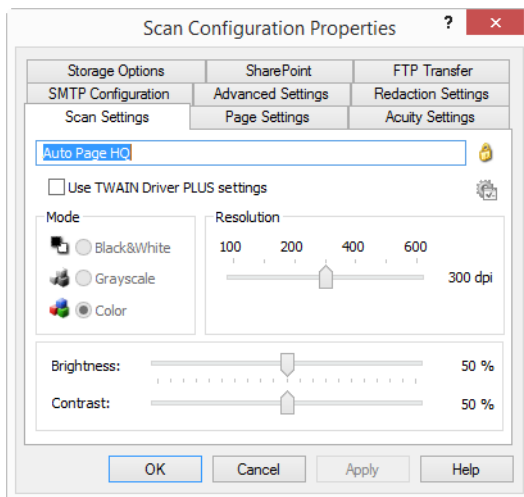 Scan Configuration Properties ? ×
Storage Options SharePoint FTP Transfer
SMTP Configuration Advanced Settings Redaction Settings
Scan Settings Page Settings Acuity Settings
Auto Page HQ
Use TWAIN Driver PLUS settings
Mode Resolution
Black&White 100 200 400 600
Grayscale 300 dpi
Color
Brightness: 50 %
Contrast: 50 %
OK Cancel Apply Help